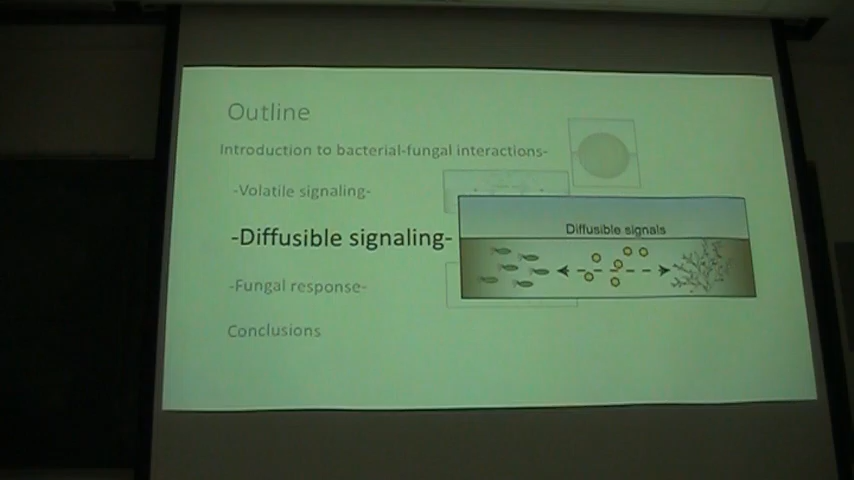 Outline
Introduction to bacterial-fungal interactions-
-Volatile signaling-
-Diffusible signaling-
Diffusible signals
-Fungal response-
Conclusions